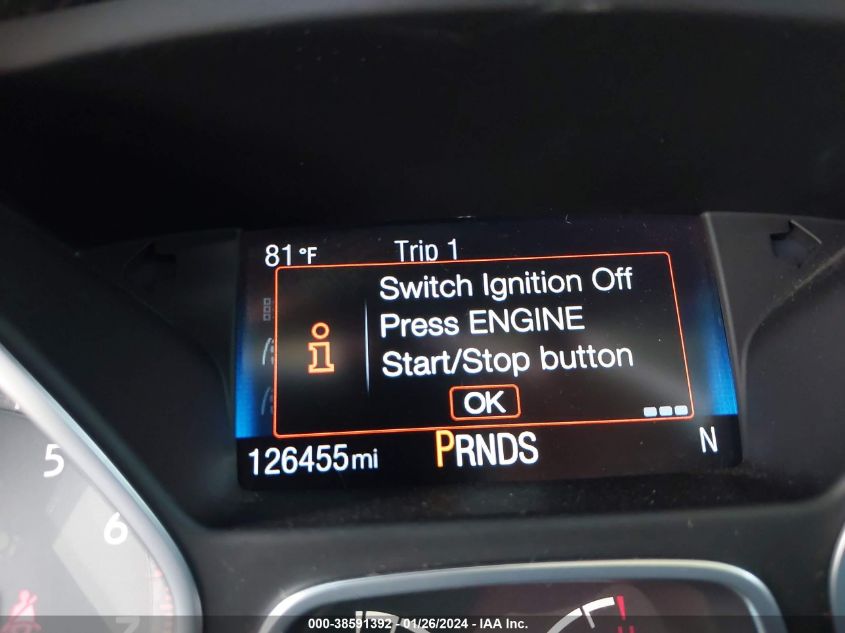 81°F Trip 1
Switch Ignition Off
Press ENGINE
Start/Stop button
OK
126455mi PRNDS N
5
6
7
000-38591392 - 01/26/2024 - IAA Inc.